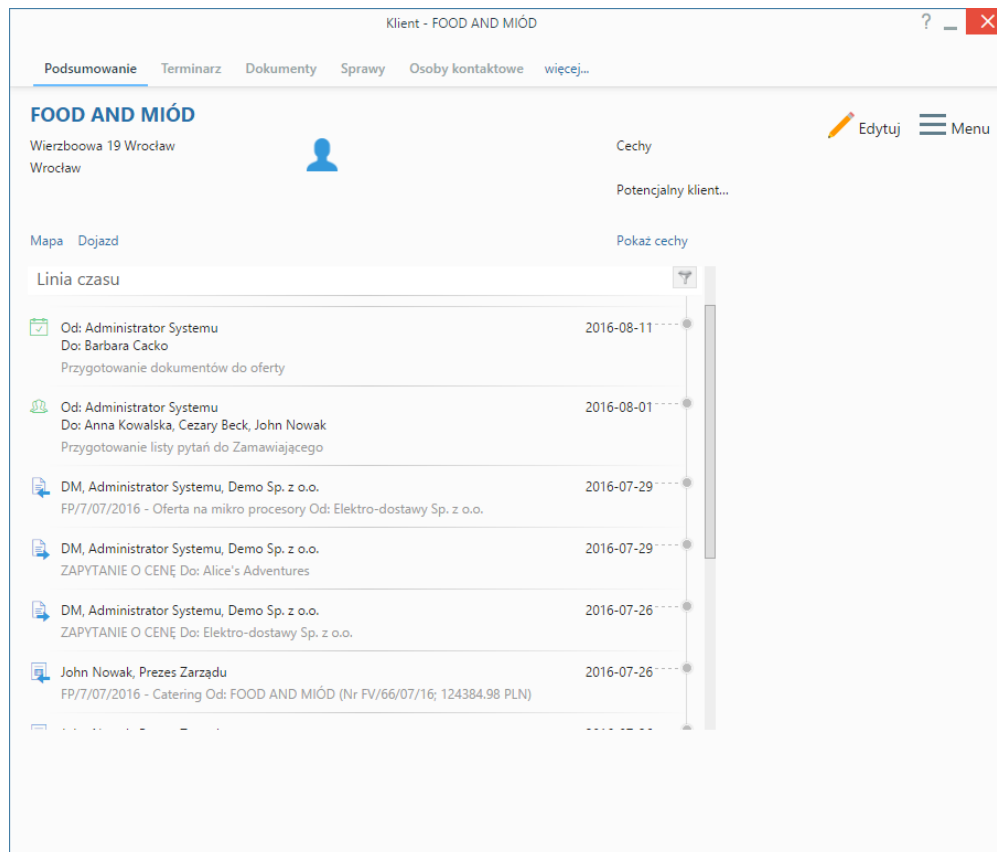 Klient - FOOD AND MIÓD
?
Podsumowanie Terminarz Dokumenty Sprawy Osoby kontaktowe więcej...
FOOD AND MIÓD
Edytuj Menu
Wierzboowa 19 Wrocław
Cechy
Wrocław
Potencjalny klient...
Mapa Dojazd
Pokaż cechy
Linia czasu
Od: Administrator Systemu 2016-08-11
Do: Barbara Cacko
Przygotowanie dokumentów do oferty
Od: Administrator Systemu 2016-08-01
Do: Anna Kowalska, Cezary Beck, John Nowak
Przygotowanie listy pytań do Zamawiającego
DM, Administrator Systemu, Demo Sp. z o.o. 2016-07-29
FP/7/07/2016 - Oferta na mikro procesory Od: Elektro-dostawy Sp. z o.o.
DM, Administrator Systemu, Demo Sp. z o.o. 2016-07-29
ZAPYTANIE O CENĘ Do: Alice's Adventures
DM, Administrator Systemu, Demo Sp. z o.o. 2016-07-26
ZAPYTANIE O CENĘ Do: Elektro-dostawy Sp. z o.o.
John Nowak, Prezes Zarządu 2016-07-26
FP/7/07/2016 - Catering Od: FOOD AND MIÓD (Nr FV/66/07/16; 124384.98 PLN)